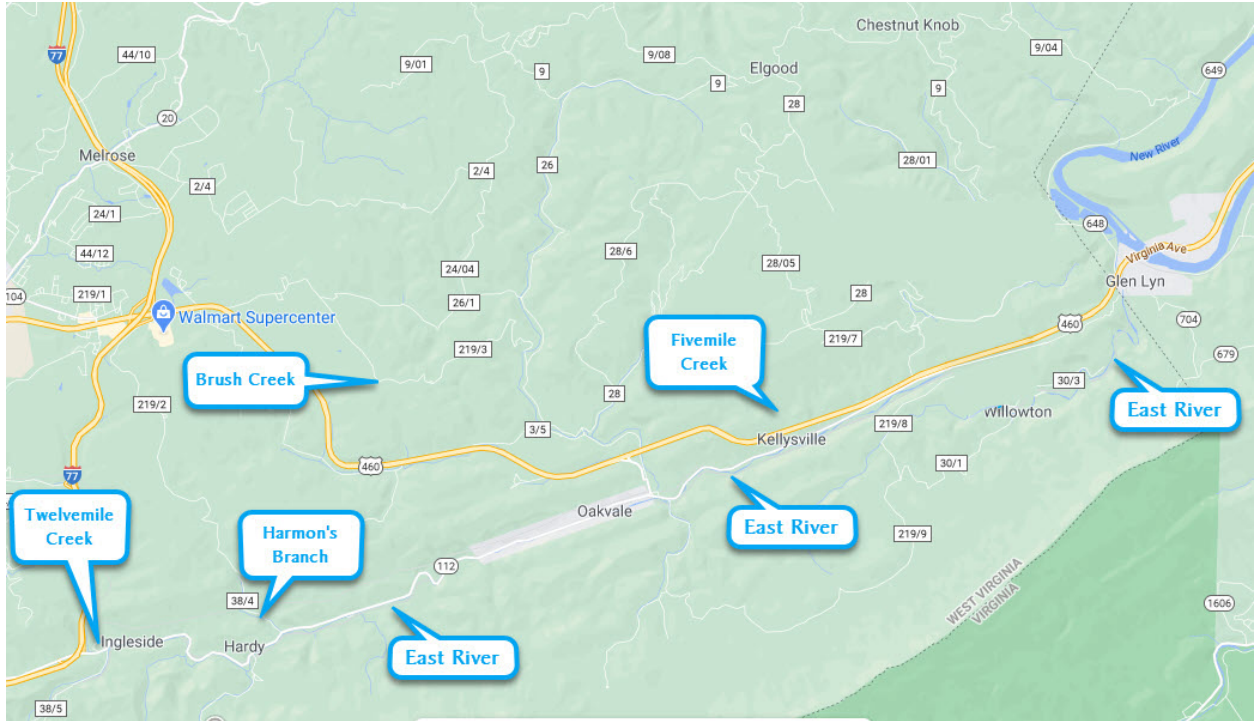 Chestnut Knob
77
44/10
9/01
9
9/08
Elgood
9
9/04
649
28
9
20
Melrose
New River
26
28/01
2/4
2/4
24/1
648
44/12
28/6
Virginia Ave
24/04
28/05
Glen Lyn
104
219/1
26/1
28
Walmart Supercenter
460
704
219/3
Fivemile
Creek
219/7
679
Brush Creek
30/3
28
219/2
Willowton
East River
3/5
219/8
Kellysville
460
30/1
77
Twelvemile
Creek
Oakvale
East River
Harmon's
Branch
219/9
112
WEST VIRGINIA
VIRGINIA
38/4
1606
Ingleside
Hardy
East River
38/5